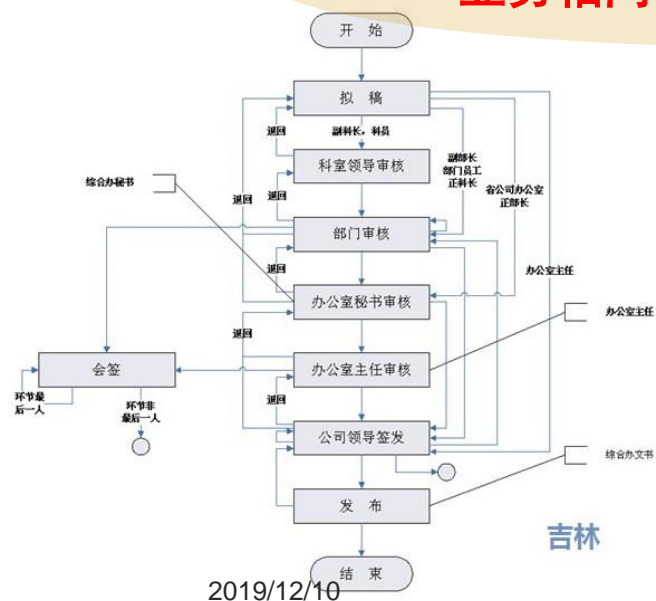 开 始
拟 稿
退回
副科长，科员
科室领导审核
副部长
部门员工
正科长
省公司办公室
正部长
综合办秘书
退回
退回
部门审核
退回
办公室主任
办公室秘书审核
办公室主任
退回
会签
办公室主任审核
环节最
后一人
环节非
最后一人
退回
公司领导签发
综合办文书
发 布
吉林
结 束
2019/12/10